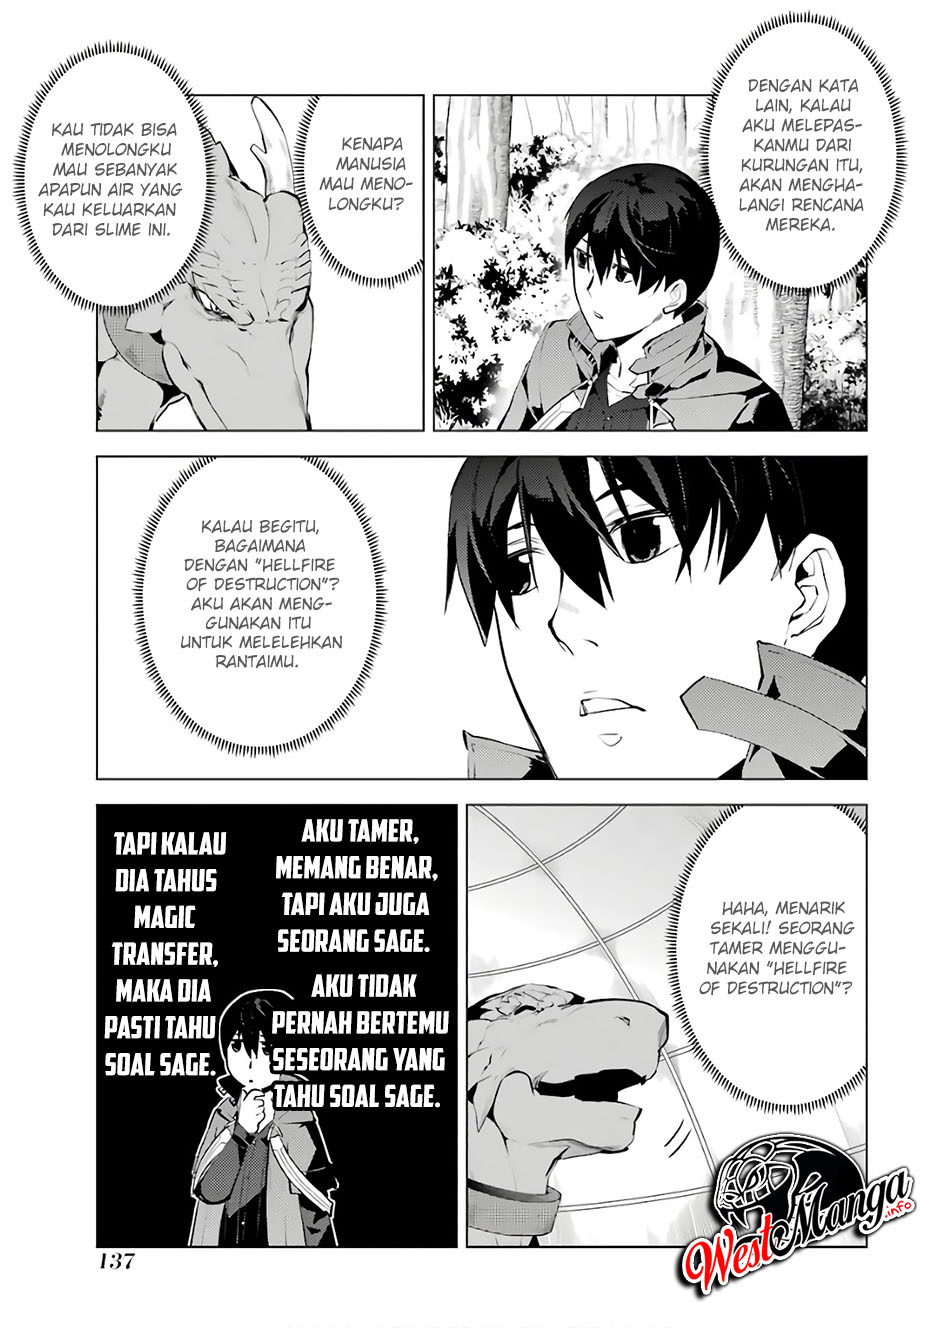 DENGAN KATA
LAIN, KALAU
AKU MELEPAS-
KANMU DARI
KURUNGAN ITU,
AKAN MENGHA-
LANGI RENCANA
MEREKA.
KENAPA
MANUSIA
MAU MENO-
LONGKU?
KAU TIDAK BISA
MENOLONGKU
MAU SEBANYAK
APAPUN AIR YANG
KAU KELUARKAN
DARI SLIME INI.
KALAU BEGITU,
BAGAIMANA
DENGAN "HELLFIRE
OF DESTRUCTION"?
AKU AKAN MENG-
GUNAKAN ITU
UNTUK MELELEHKAN
RANTAIMU.
HAHA, MENARIK
SEKALI! SEORANG
TAMER MENGGU-
NAKAN "HELLFIRE
OF DESTRUCTION"?
AKU TAMER,
MEMANG BENAR,
TAPI AKU JUGA
SEORANG SAGE.
AKU TIDAK
PERNAH BERTEMU
SESEORANG YANG
TAHU SOAL SAGE.
TAPI KALAU
DIA TAHUS
MAGIC
TRANSFER,
MAKA DIA
PASTI TAHU
SOAL SAGE.
WestManga
.info
137